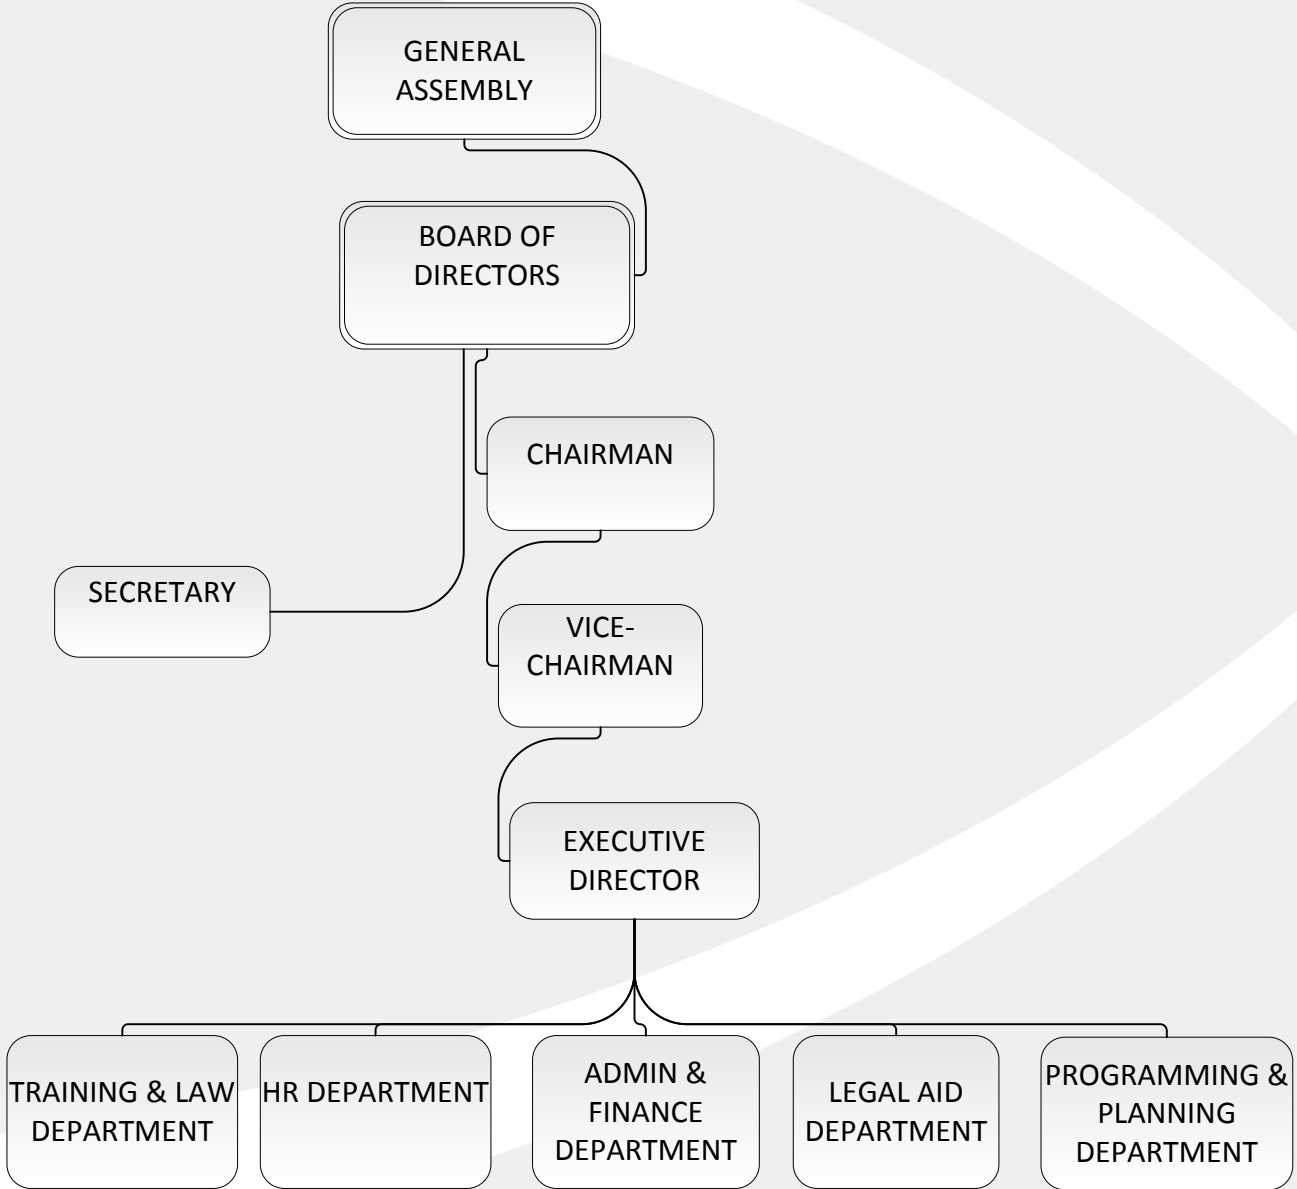 GENERAL
ASSEMBLY
BOARD OF
DIRECTORS
CHAIRMAN
SECRETARY
VICE-
CHAIRMAN
EXECUTIVE
DIRECTOR
TRAINING & LAW
DEPARTMENT
HR DEPARTMENT
ADMIN &
FINANCE
DEPARTMENT
LEGAL AID
DEPARTMENT
PROGRAMMING &
PLANNING
DEPARTMENT